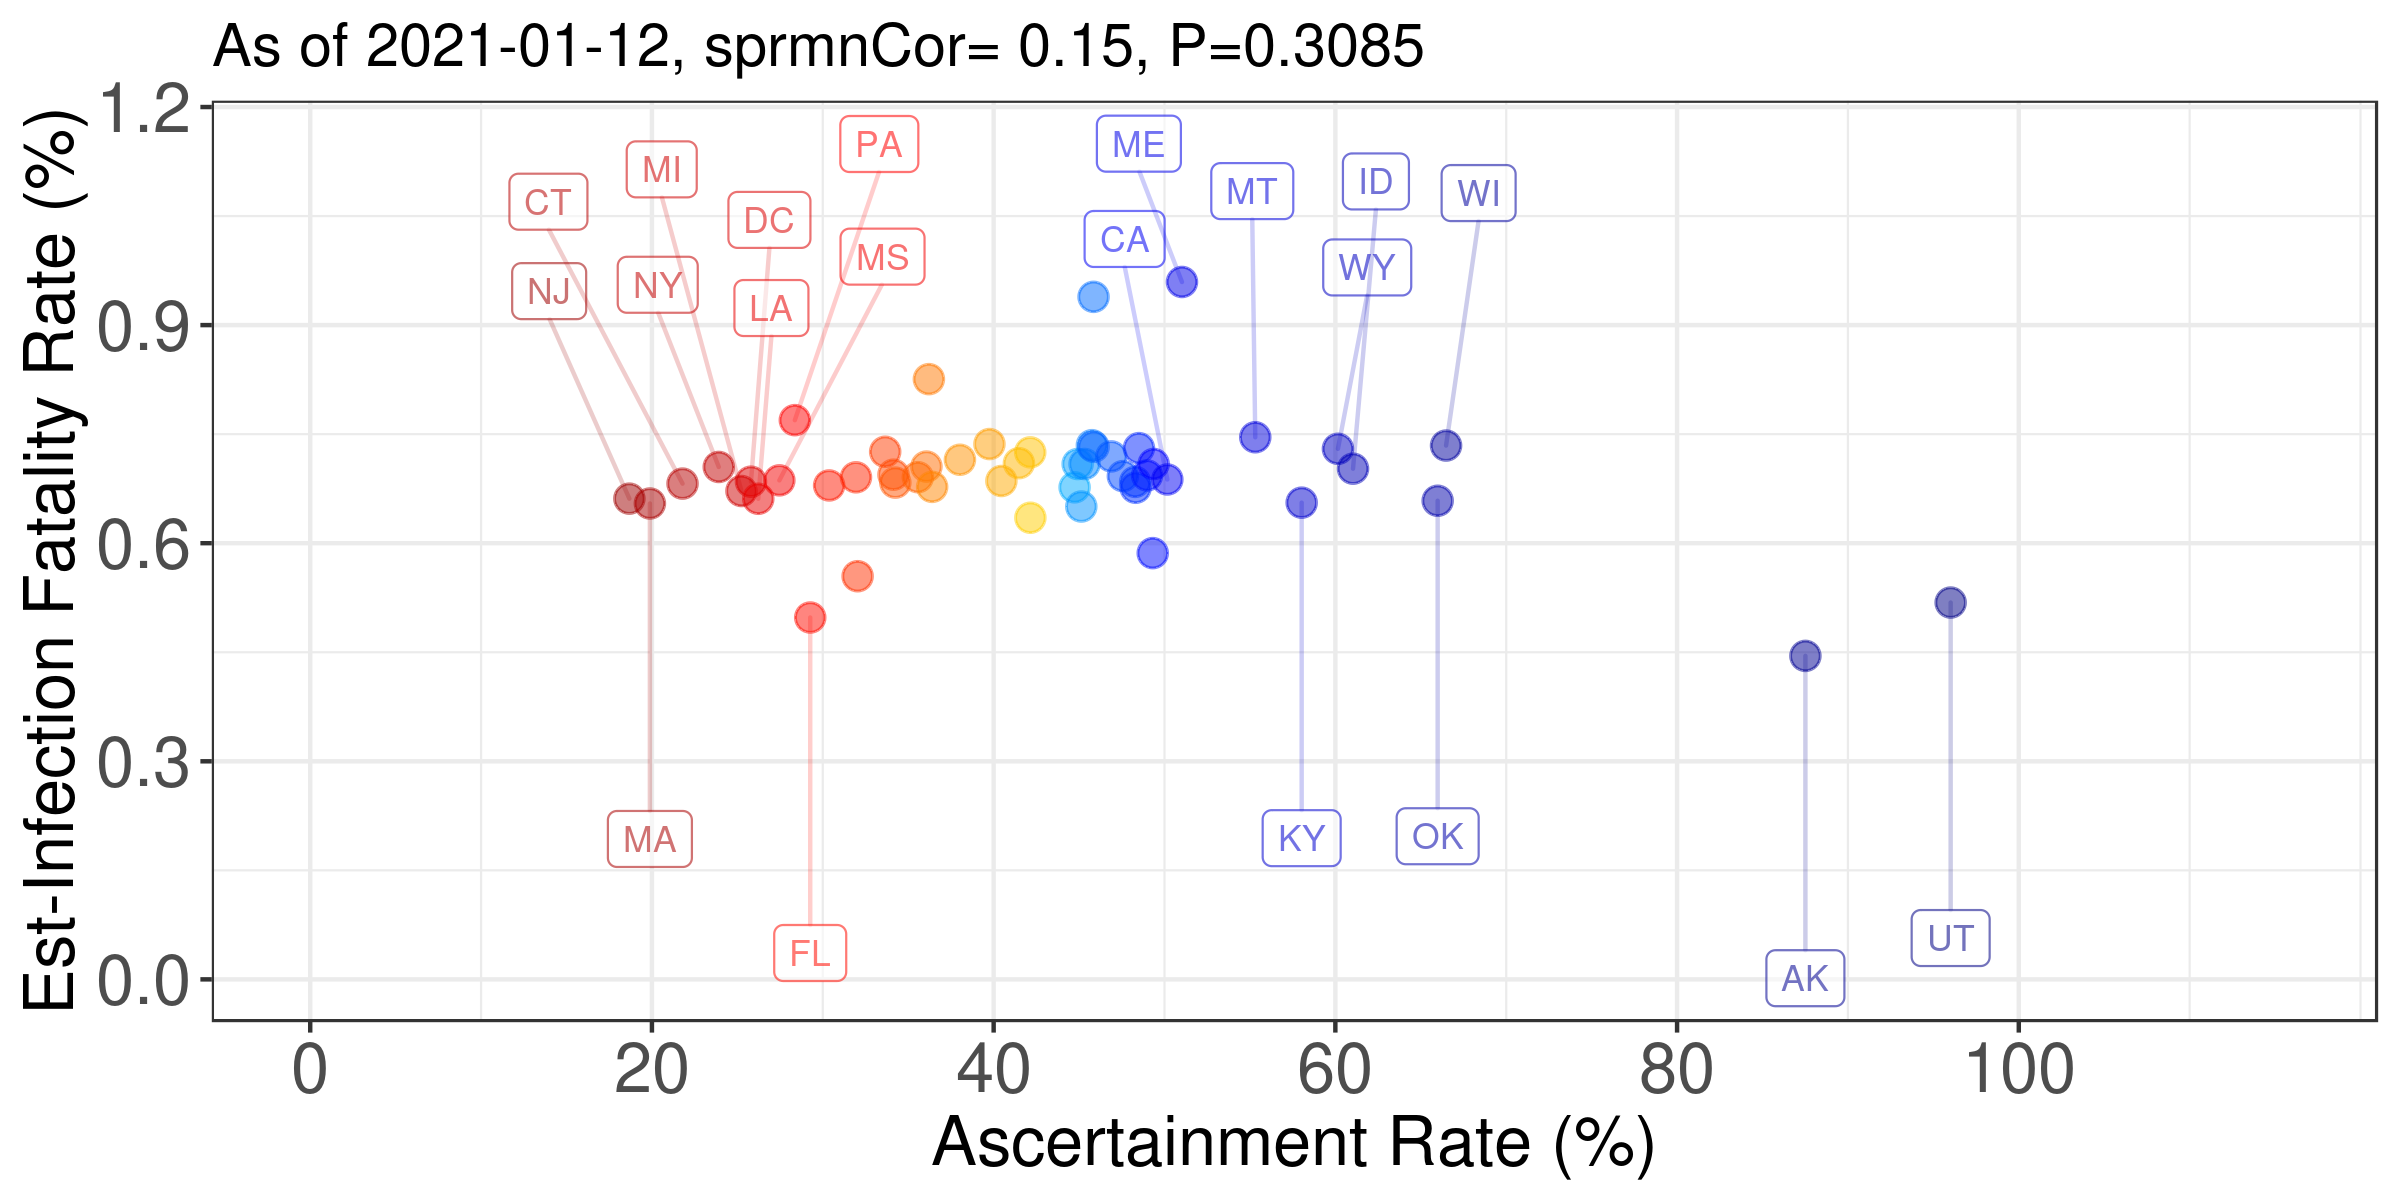 As of 2021-01-12, sprmnCor= 0.15, P=0.3085
Est-Infection Fatality Rate (%)
1.2
0.9
0.6
0.3
0.0
PA
ME
MI
ID
MT
WI
CT
DC
CA
MS
WY
NY
NJ
LA
MA
KY
OK
FL
UT
AK
0 20 40 60 80 100
Ascertainment Rate (%)